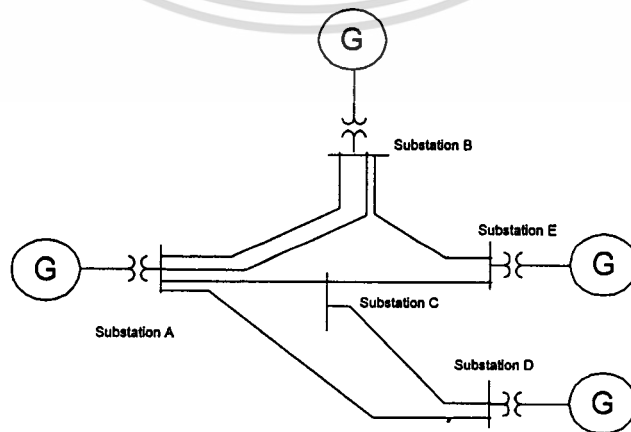 G
Substation B
Substation E
G
G
Substation C
Substation A
Substation D
G